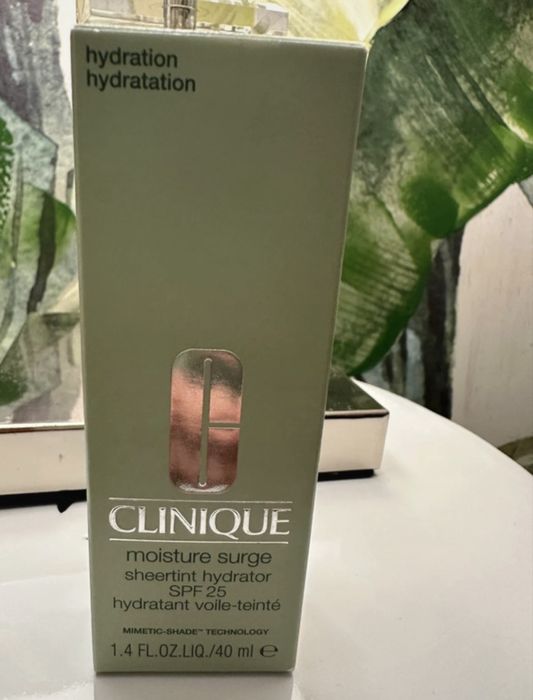 hydration
hydratation
CLINIQUE
moisture surge
sheertint hydrator
SPF 25
hydratant voile-teinté
MIMETIC-SHADE™ TECHNOLOGY
1.4 FL.OZ.LIQ./40 ml ℮